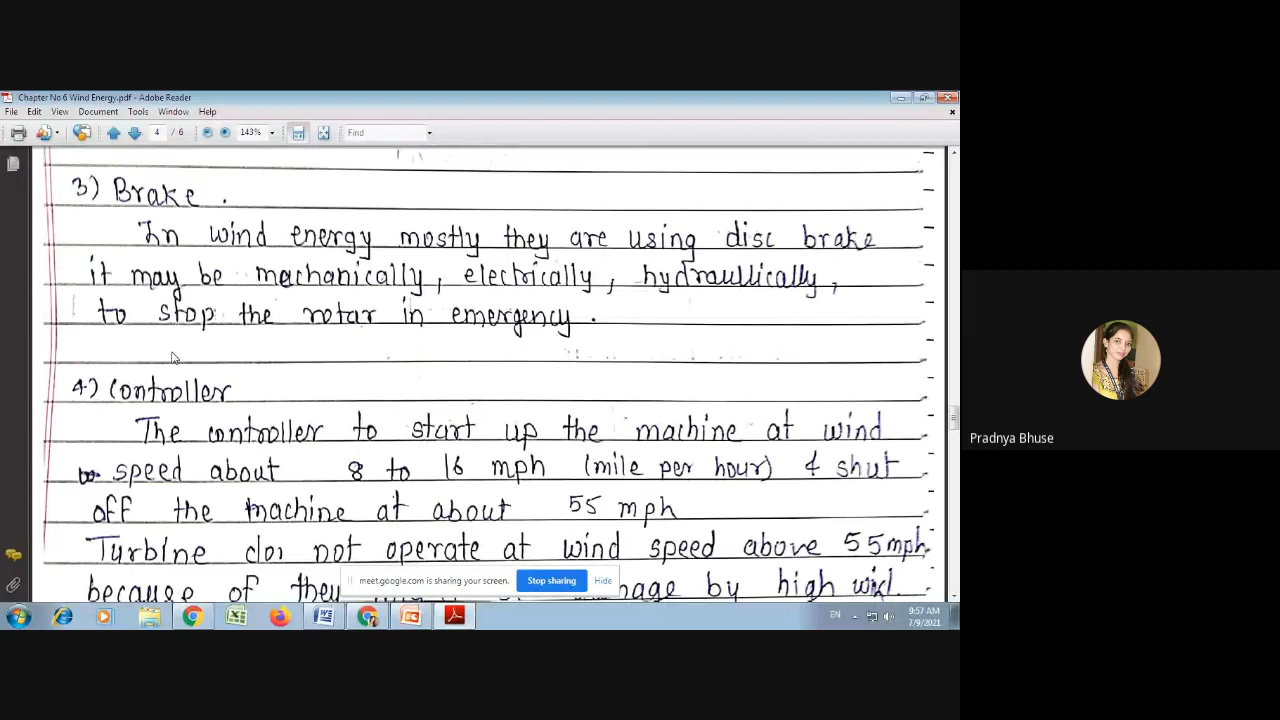 Chapter No 6 Wind Energy.pdf - Adobe Reader
File Edit View Document Tools Window Help
4 / 6 143% Find
3) Brake .
In wind energy mostly they are using disc brake
it may be mechanically, electrically, hydraullically,
to stop the rotar in emergency .
4) Controller
The controller to start up the machine at wind
speed about 8 to 16 mph (mile per hour) & shut
off the machine at about 55 mph
Turbine not operate at wind speed above 55mph
because of they by high wind.
meet.google.com is sharing your screen. Stop sharing Hide
EN 9:57 AM
7/9/2021
Pradnya Bhuse